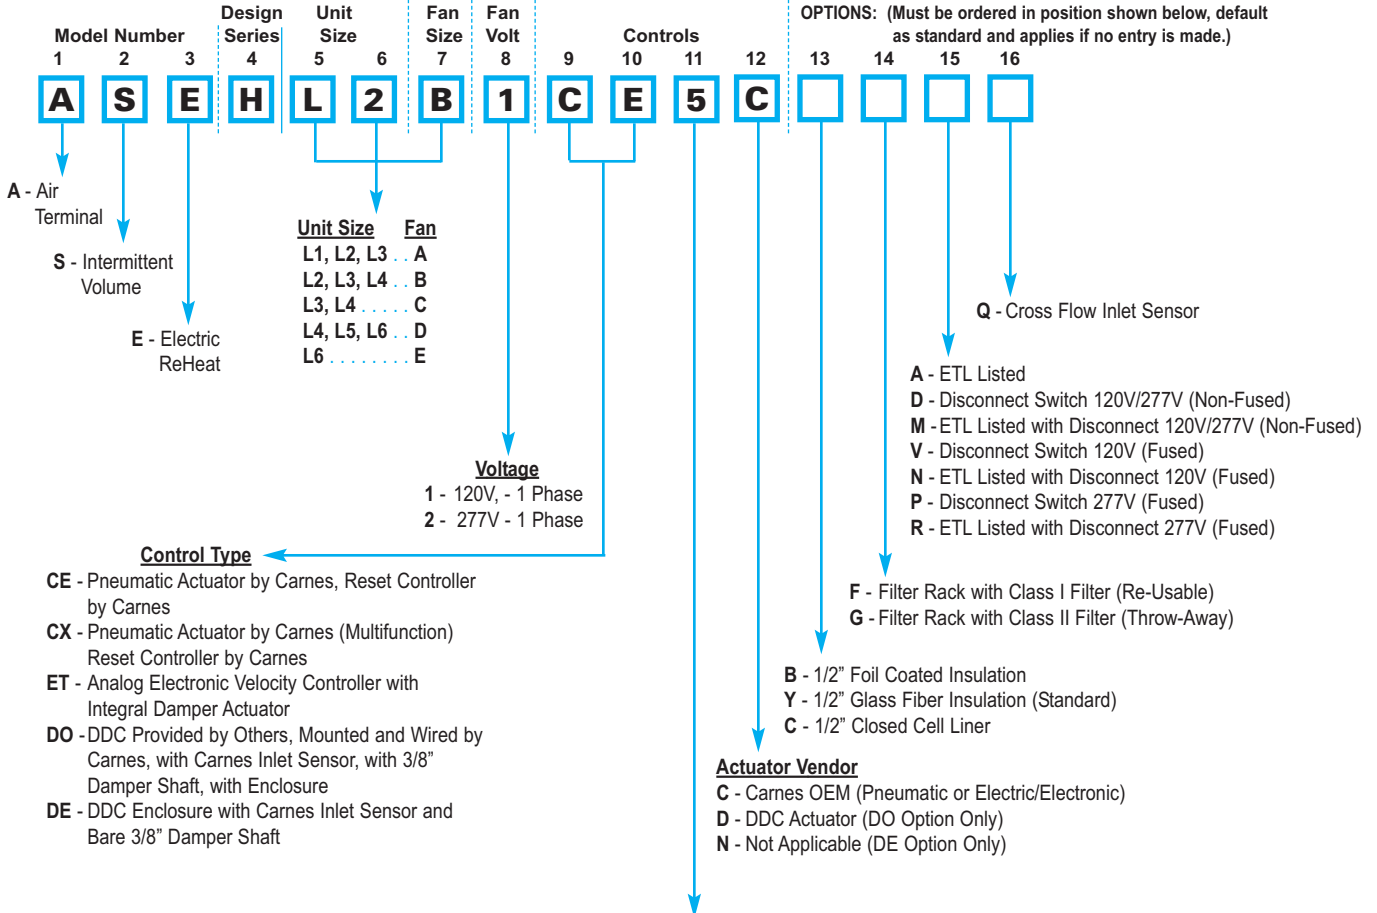 Design Unit Fan Fan OPTIONS: (Must be ordered in position shown below, default
Model Number Series Size Size Volt Controls as standard and applies if no entry is made.)
1 2 3 4 5 6 7 8 9 10 11 12 13 14 15 16
A S E H L 2 B 1 C E 5 C
A - Air
Terminal
S - Intermittent
Volume
E - Electric
ReHeat
Unit Size Fan
L1, L2, L3 . . A
L2, L3, L4 . . B
L3, L4 . . . . . C
L4, L5, L6 . . D
L6 . . . . . . . . E
Voltage
1 - 120V, - 1 Phase
2 - 277V - 1 Phase
Control Type
CE - Pneumatic Actuator by Carnes, Reset Controller
by Carnes
CX - Pneumatic Actuator by Carnes (Multifunction)
Reset Controller by Carnes
ET - Analog Electronic Velocity Controller with
Integral Damper Actuator
DO - DDC Provided by Others, Mounted and Wired by
Carnes, with Carnes Inlet Sensor, with 3/8”
Damper Shaft, with Enclosure
DE - DDC Enclosure with Carnes Inlet Sensor and
Bare 3/8” Damper Shaft
Q - Cross Flow Inlet Sensor
A - ETL Listed
D - Disconnect Switch 120V/277V (Non-Fused)
M - ETL Listed with Disconnect 120V/277V (Non-Fused)
V - Disconnect Switch 120V (Fused)
N - ETL Listed with Disconnect 120V (Fused)
P - Disconnect Switch 277V (Fused)
R - ETL Listed with Disconnect 277V (Fused)
F - Filter Rack with Class I Filter (Re-Usable)
G - Filter Rack with Class II Filter (Throw-Away)
B - 1/2” Foil Coated Insulation
Y - 1/2” Glass Fiber Insulation (Standard)
C - 1/2” Closed Cell Liner
Actuator Vendor
C - Carnes OEM (Pneumatic or Electric/Electronic)
D - DDC Actuator (DO Option Only)
N - Not Applicable (DE Option Only)